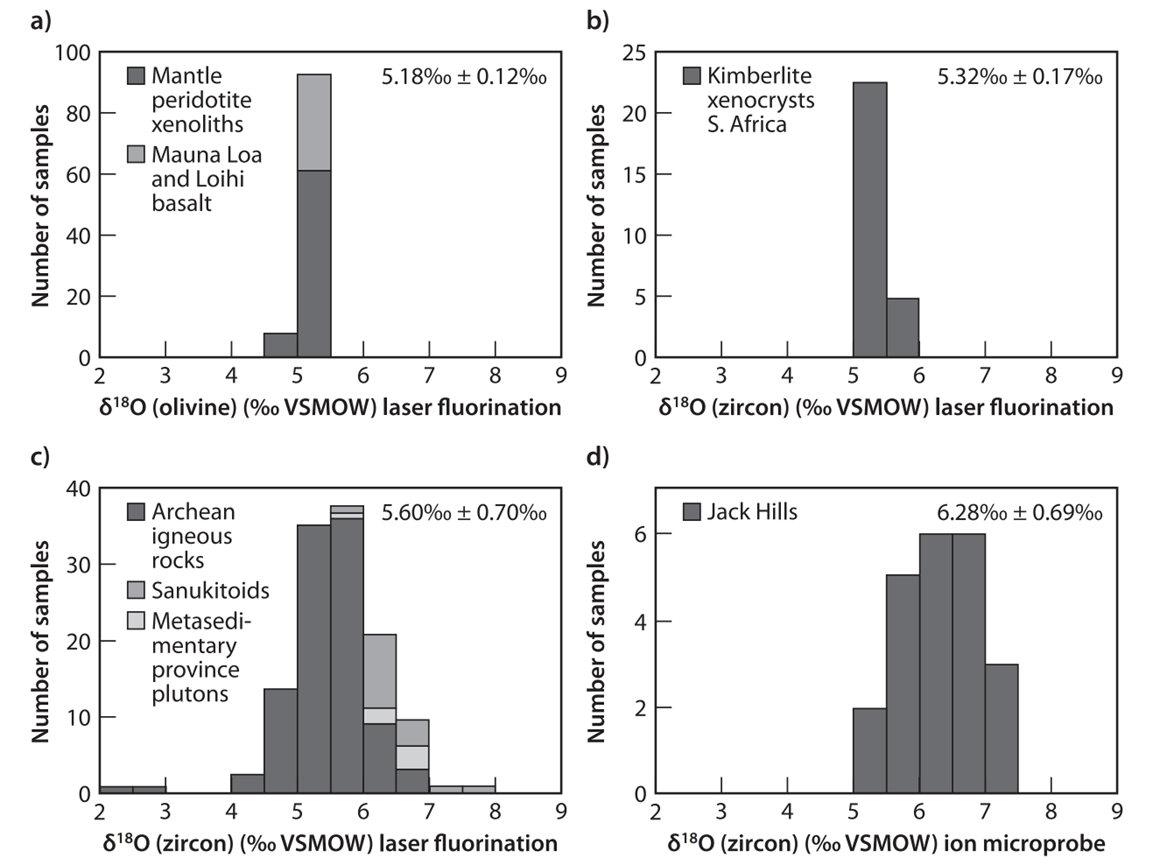 a)
100
80
60
40
20
0
Number of samples
Mantle
peridotite
xenoliths
Mauna Loa
and Loihi
basalt
5.18‰ ± 0.12‰
2 3 4 5 6 7 8 9
δ¹⁸O (olivine) (‰ VSMOW) laser fluorination
b)
25
20
15
10
5
0
Number of samples
Kimberlite
xenocrysts
S. Africa
5.32‰ ± 0.17‰
2 3 4 5 6 7 8 9
δ¹⁸O (zircon) (‰ VSMOW) laser fluorination
c)
40
30
20
10
0
Number of samples
Archean
igneous
rocks
Sanukitoids
Metasedi-
mentary
province
plutons
5.60‰ ± 0.70‰
2 3 4 5 6 7 8 9
δ¹⁸O (zircon) (‰ VSMOW) laser fluorination
d)
6
4
2
0
Number of samples
Jack Hills
6.28‰ ± 0.69‰
2 3 4 5 6 7 8 9
δ¹⁸O (zircon) (‰ VSMOW) ion microprobe